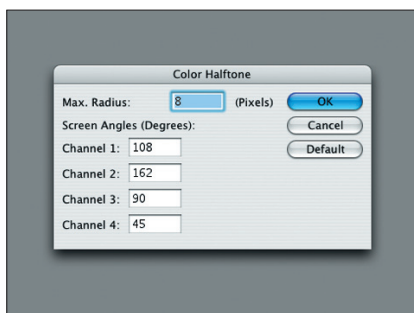 Color Halftone
Max. Radius: 8 (Pixels) OK
Screen Angles (Degrees): Cancel
Channel 1: 108 Default
Channel 2: 162
Channel 3: 90
Channel 4: 45